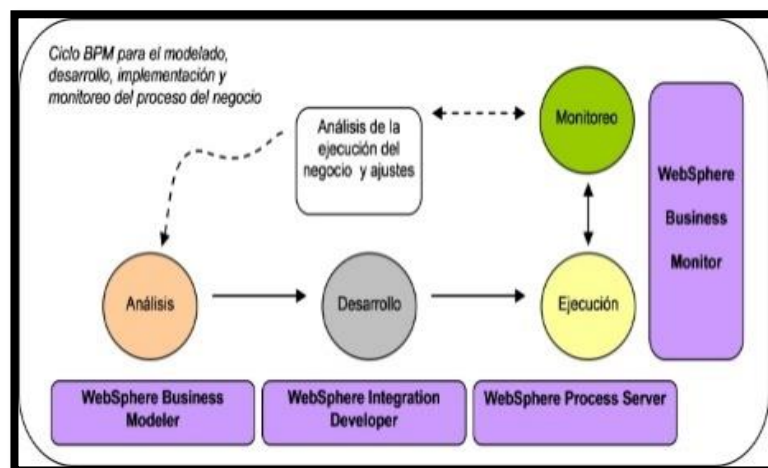 Ciclo BPM para el modelado,
desarrollo, implementación y
monitoreo del proceso del negocio
Análisis de la
ejecución del
negocio y ajustes
Monitoreo
WebSphere
Business
Monitor
Análisis
Desarrollo
Ejecución
WebSphere Business
Modeler
WebSphere Integration
Developer
WebSphere Process Server